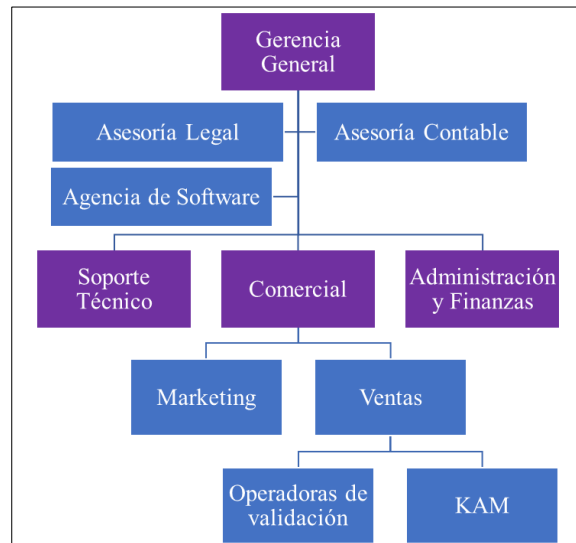 Gerencia
General
Asesoría Legal
Asesoría Contable
Agencia de Software
Soporte
Técnico
Comercial
Administración
y Finanzas
Marketing
Ventas
Operadoras de
validación
KAM